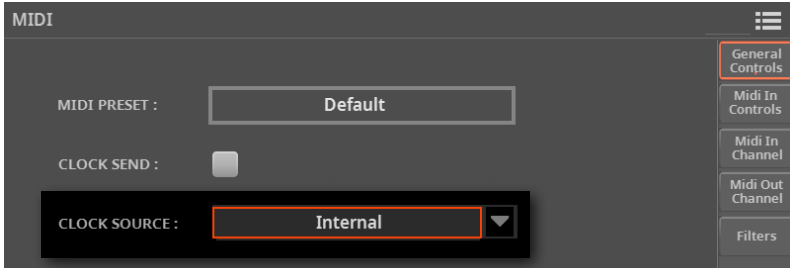 MIDI
General
Controls
MIDI PRESET :
Default
Midi In
Controls
CLOCK SEND :
Midi In
Channel
Midi Out
Channel
CLOCK SOURCE :
Internal
Filters